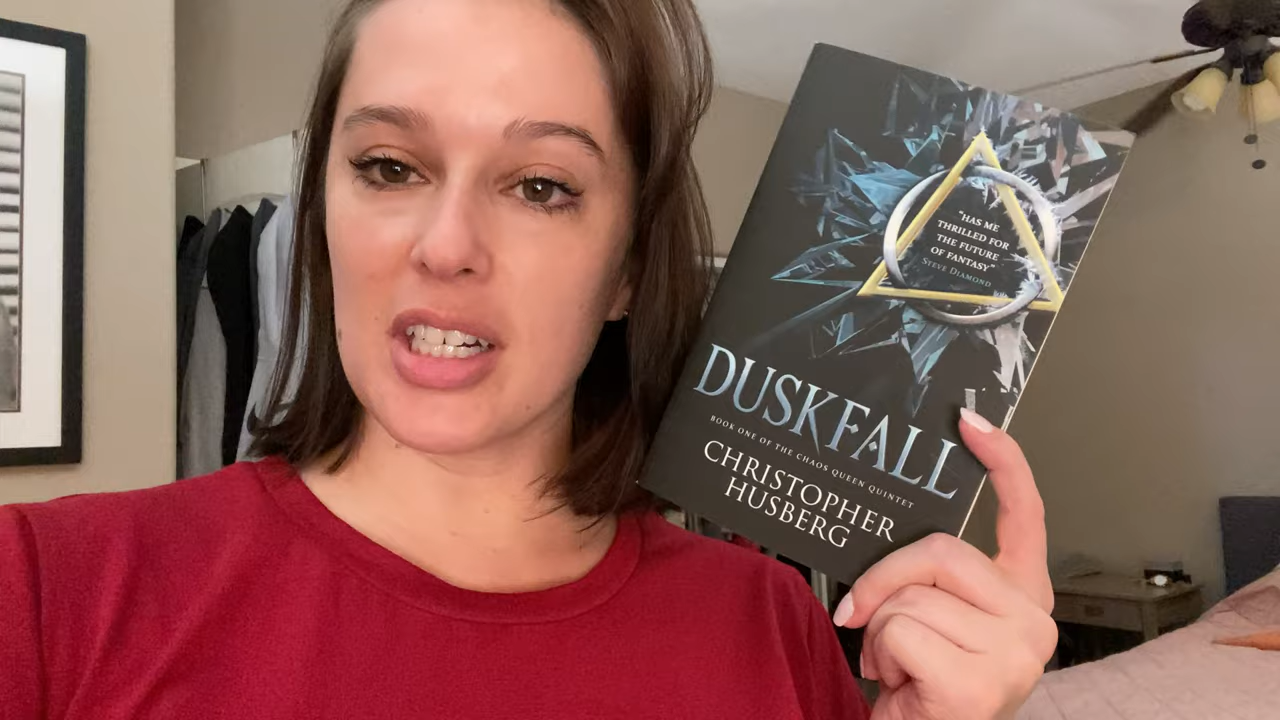 "HAS ME
THRILLED FOR
THE FUTURE
OF FANTASY"
STEVE DIAMOND
DUSKFALL
BOOK ONE OF THE CHAOS QUEEN QUINTET
CHRISTOPHER
HUSBERG